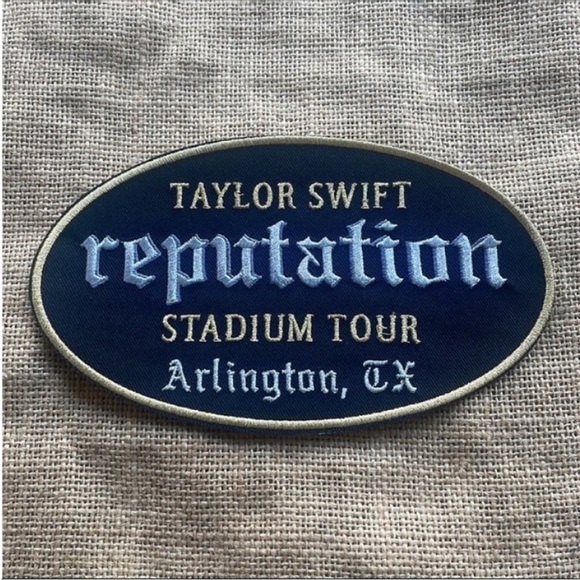 TAYLOR SWIFT
reputation
STADIUM TOUR
Arlington, TX